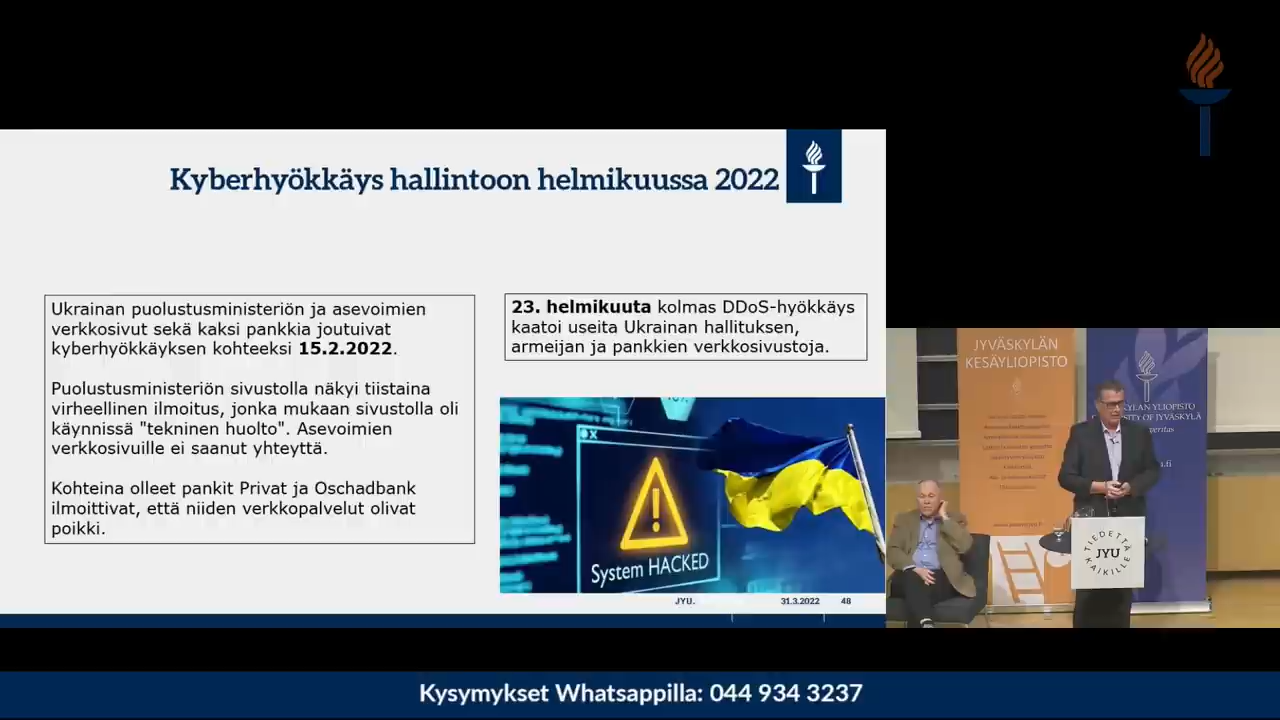 Kyberhyökkäys hallintoon helmikuussa 2022
Ukrainan puolustusministeriön ja asevoimien
verkkosivut sekä kaksi pankkia joutuivat
kyberhyökkäyksen kohteeksi 15.2.2022.
Puolustusministeriön sivustolla näkyi tiistaina
virheellinen ilmoitus, jonka mukaan sivustolla oli
käynnissä "tekninen huolto". Asevoimien
verkkosivuille ei saanut yhteyttä.
Kohteina olleet pankit Privat ja Oschadbank
ilmoittivat, että niiden verkkopalvelut olivat
poikki.
23. helmikuuta kolmas DDoS-hyökkäys
kaatoi useita Ukrainan hallituksen,
armeijan ja pankkien verkkosivustoja.
System HACKED
JYU. 31.3.2022 48
JYVÄSKYLÄN
KESÄYLIOPISTO
KYLÄN YLIOPISTO
OF JYVÄSKYLÄ
TIEDETTÄ
JYU
KAIKILLE
Kysymykset Whatsappilla: 044 934 3237